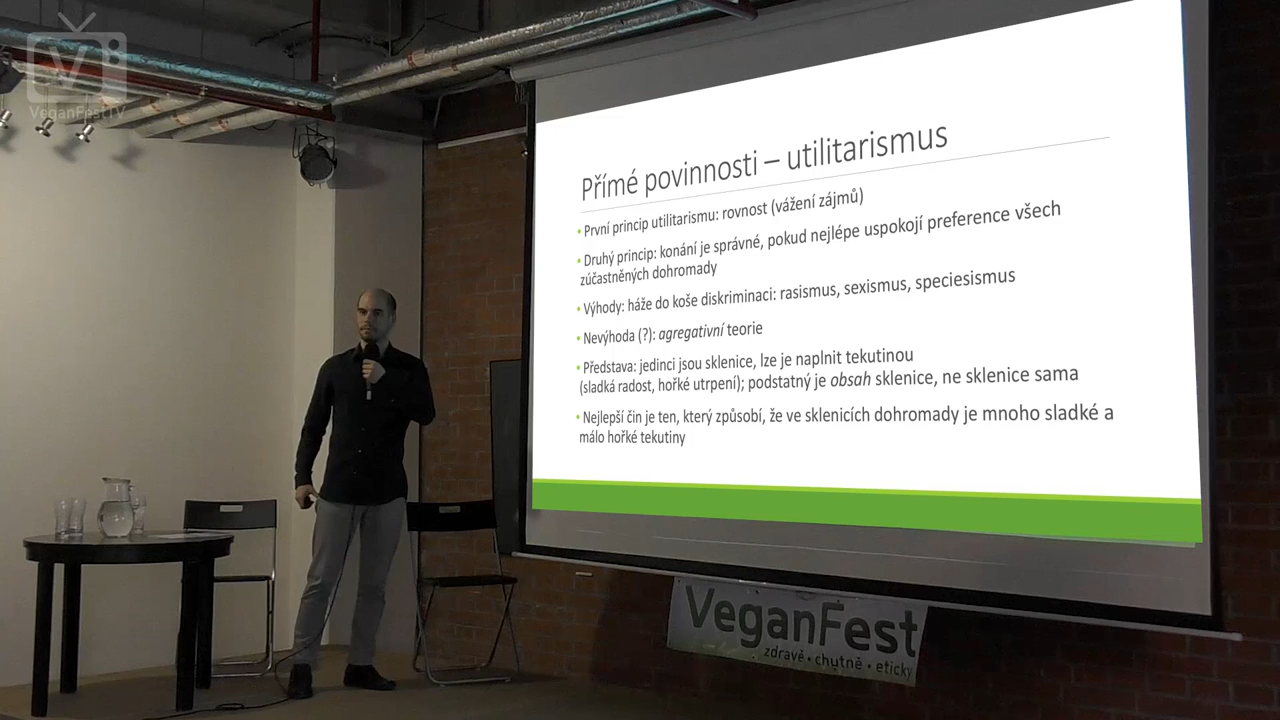 VeganFestTV
Přímé povinnosti – utilitarismus
• První princip utilitarismu: rovnost (vážení zájmů)
• Druhý princip: konání je správné, pokud nejlépe uspokojí preference všech
zúčastněných dohromady
• Výhody: háže do koše diskriminaci: rasismus, sexismus, speciesismus
• Nevýhoda (?): agregativní teorie
• Představa: jedinci jsou sklenice, lze je naplnit tekutinou
(sladká radost, hořké utrpení); podstatný je obsah sklenice, ne sklenice sama
• Nejlepší čin je ten, který způsobí, že ve sklenicích dohromady je mnoho sladké a
málo hořké tekutiny
VeganFest
zdravě • chutně • eticky